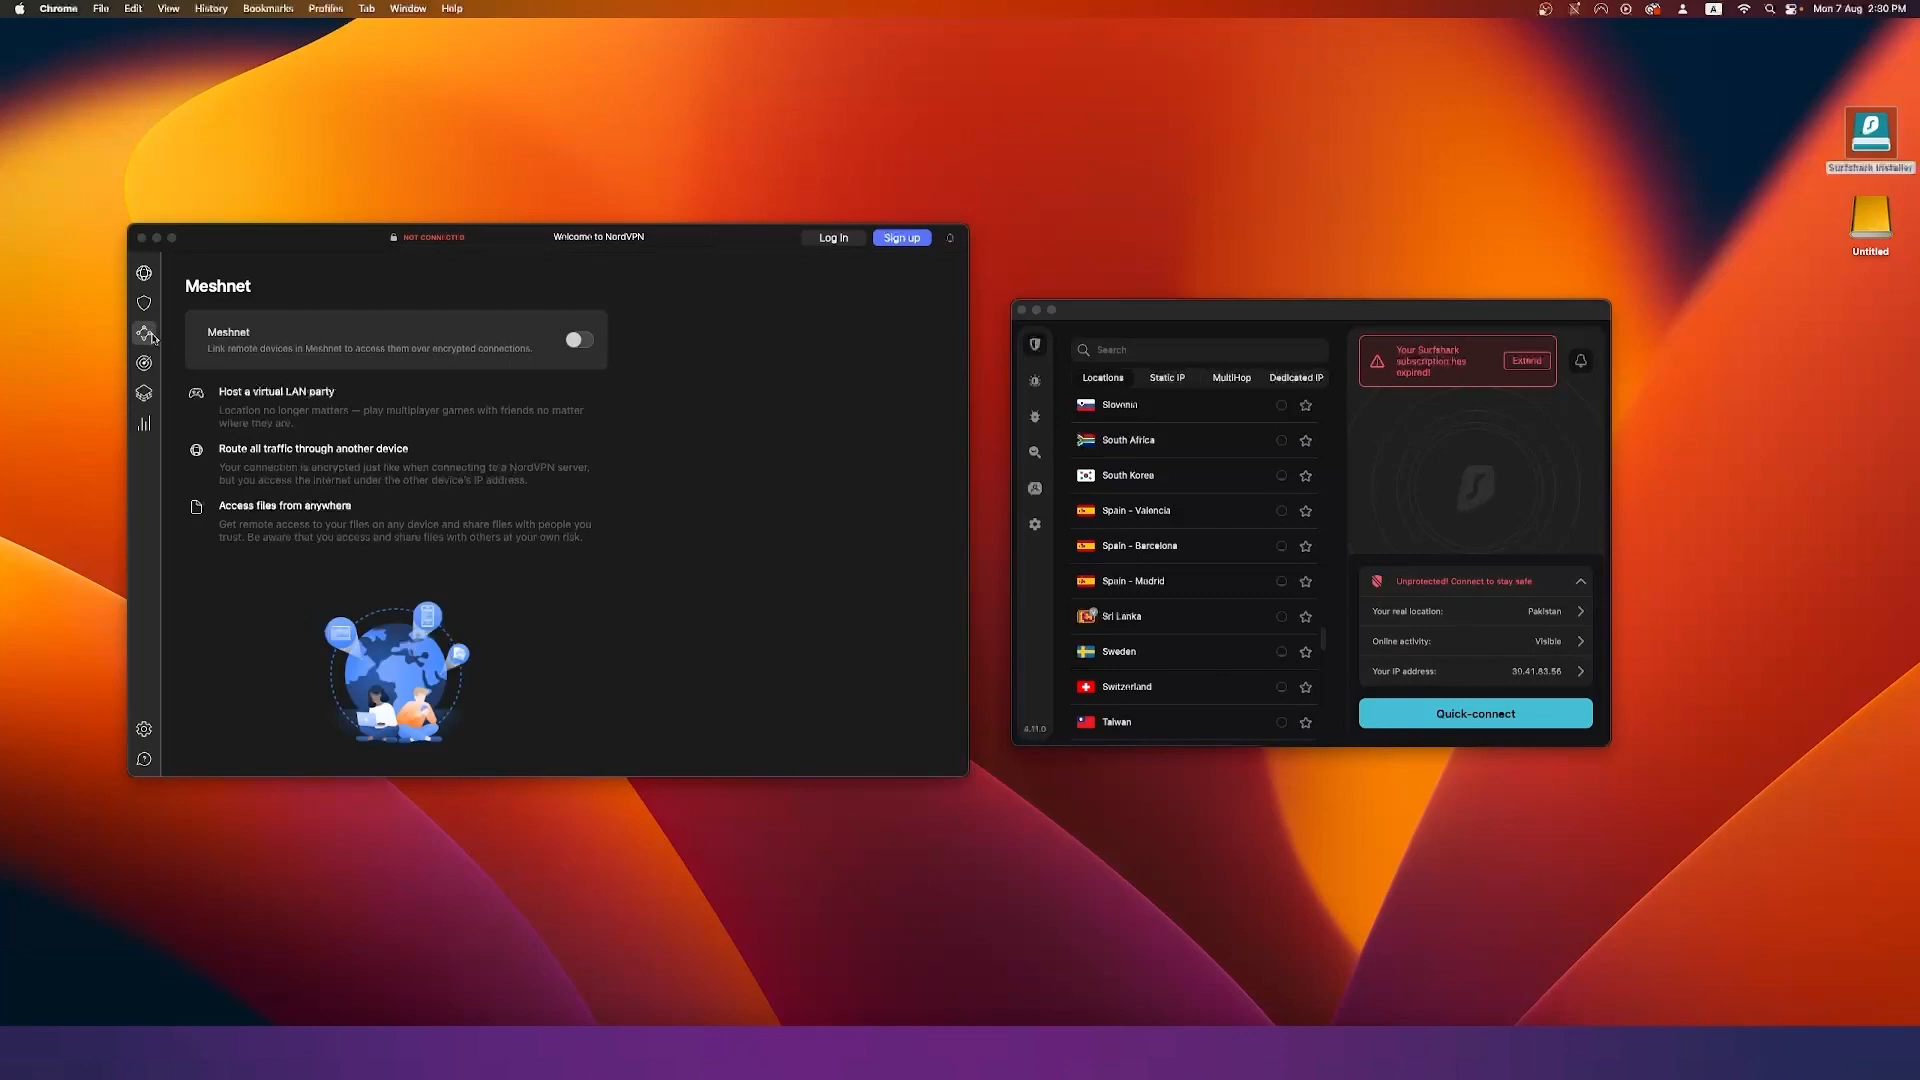 Chrome File Edit View History Bookmarks Profiles Tab Window Help
A Mon 7 Aug 2:30 PM
Surfshark Installer
Untitled
NOT CONNECTED Welcome to NordVPN Log In Sign up
Meshnet
Meshnet
Link remote devices in Meshnet to access them over encrypted connections.
Host a virtual LAN party
Location no longer matters — play multiplayer games with friends no matter
where they are.
Route all traffic through another device
Your connection is encrypted just like when connecting to a NordVPN server,
but you access the internet under the other device's IP address.
Access files from anywhere
Get remote access to your files on any device and share files with people you
trust. Be aware that you access and share files with others at your own risk.
Search
Locations Static IP MultiHop Dedicated IP
Slovenia
South Africa
South Korea
Spain - Valencia
Spain - Barcelona
Spain - Madrid
Sri Lanka
Sweden
Switzerland
Taiwan
4.11.0
Your Surfshark
subscription has
expired!
Extend
Unprotected! Connect to stay safe
Your real location: Pakistan
Online activity: Visible
Your IP address: 39.41.83.56
Quick-connect